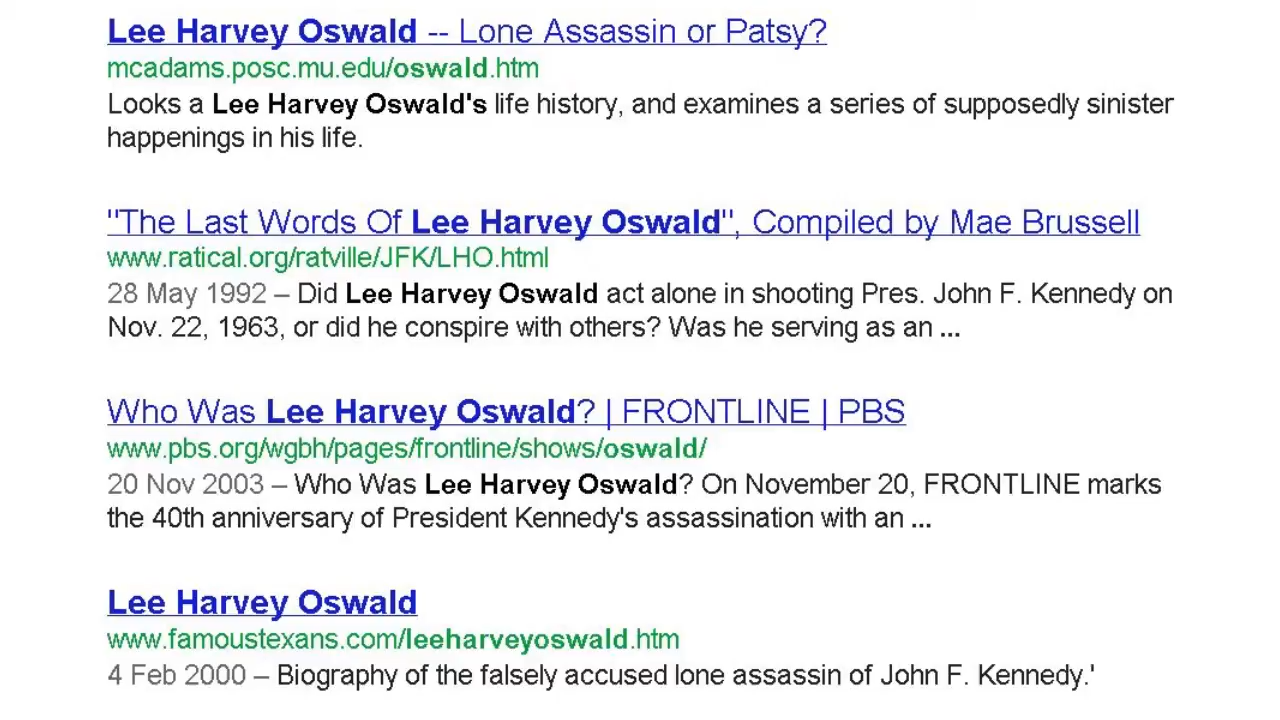 Lee Harvey Oswald -- Lone Assassin or Patsy?
mcadams.posc.mu.edu/oswald.htm
Looks a Lee Harvey Oswald's life history, and examines a series of supposedly sinister
happenings in his life.
"The Last Words Of Lee Harvey Oswald", Compiled by Mae Brussell
www.ratical.org/ratville/JFK/LHO.html
28 May 1992 – Did Lee Harvey Oswald act alone in shooting Pres. John F. Kennedy on
Nov. 22, 1963, or did he conspire with others? Was he serving as an ...
Who Was Lee Harvey Oswald? | FRONTLINE | PBS
www.pbs.org/wgbh/pages/frontline/shows/oswald/
20 Nov 2003 – Who Was Lee Harvey Oswald? On November 20, FRONTLINE marks
the 40th anniversary of President Kennedy's assassination with an ...
Lee Harvey Oswald
www.famoustexans.com/leeharveyoswald.htm
4 Feb 2000 – Biography of the falsely accused lone assassin of John F. Kennedy.'